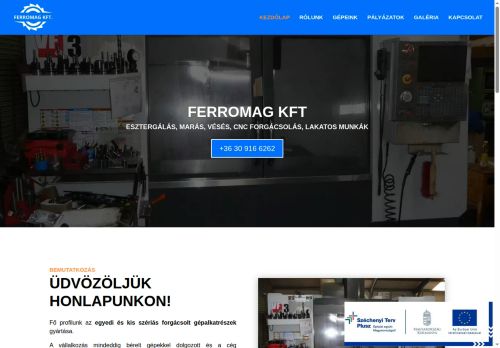 FERROMAG KFT.
KEZDŐLAP RÓLUNK GÉPEINK PÁLYÁZATOK GALÉRIA KAPCSOLAT
FERROMAG KFT
ESZTERGÁLÁS, MARÁS, VÉSÉS, CNC FORGÁCSOLÁS, LAKATOS MUNKÁK
+36 30 916 6262
BEMUTATKOZÁS
ÜDVÖZÖLJÜK
HONLAPUNKON!
Fő profilunk az egyedi és kis szériás forgácsolt gépalkatrészek
gyártása.
A vállalkozás mindeddig bérelt gépekkel dolgozott és a cég
Széchenyi Terv
Plusz